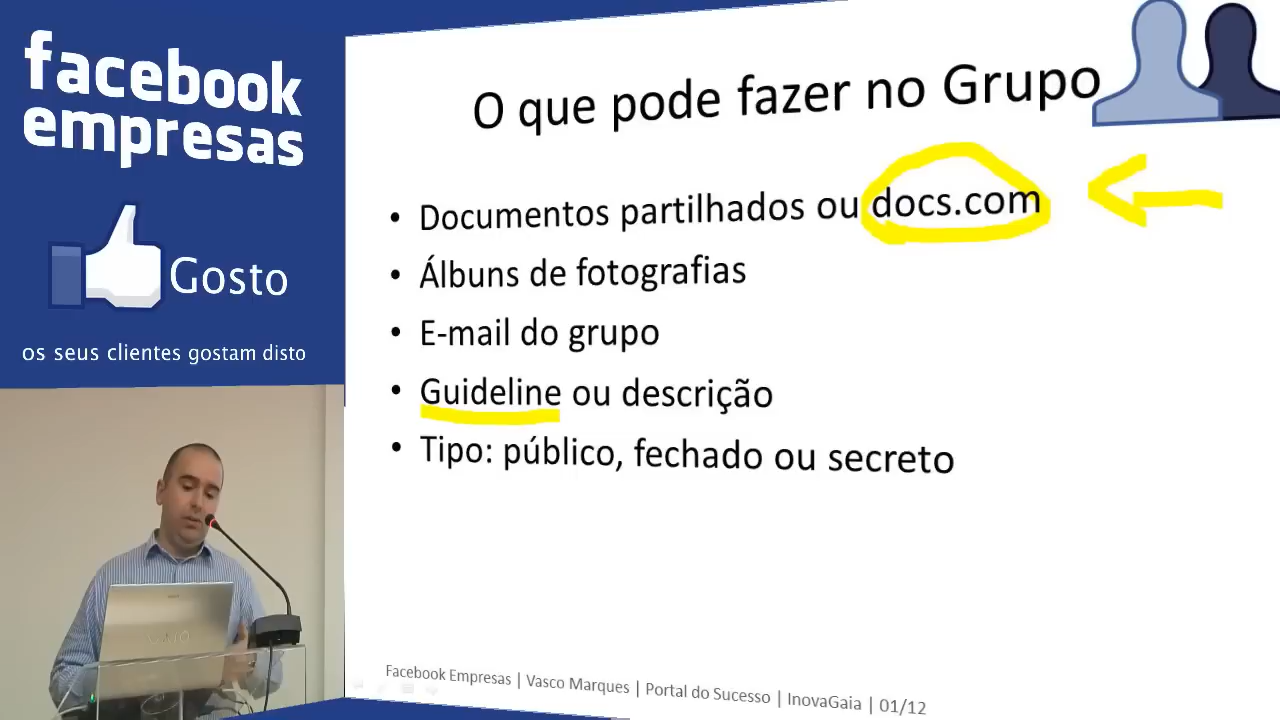 facebook
empresas
Gosto
os seus clientes gostam disto
O que pode fazer no Grupo
• Documentos partilhados ou docs.com
• Álbuns de fotografias
• E-mail do grupo
• Guideline ou descrição
• Tipo: público, fechado ou secreto
Facebook Empresas | Vasco Marques | Portal do Sucesso | InovaGaia | 01/12
VAIO